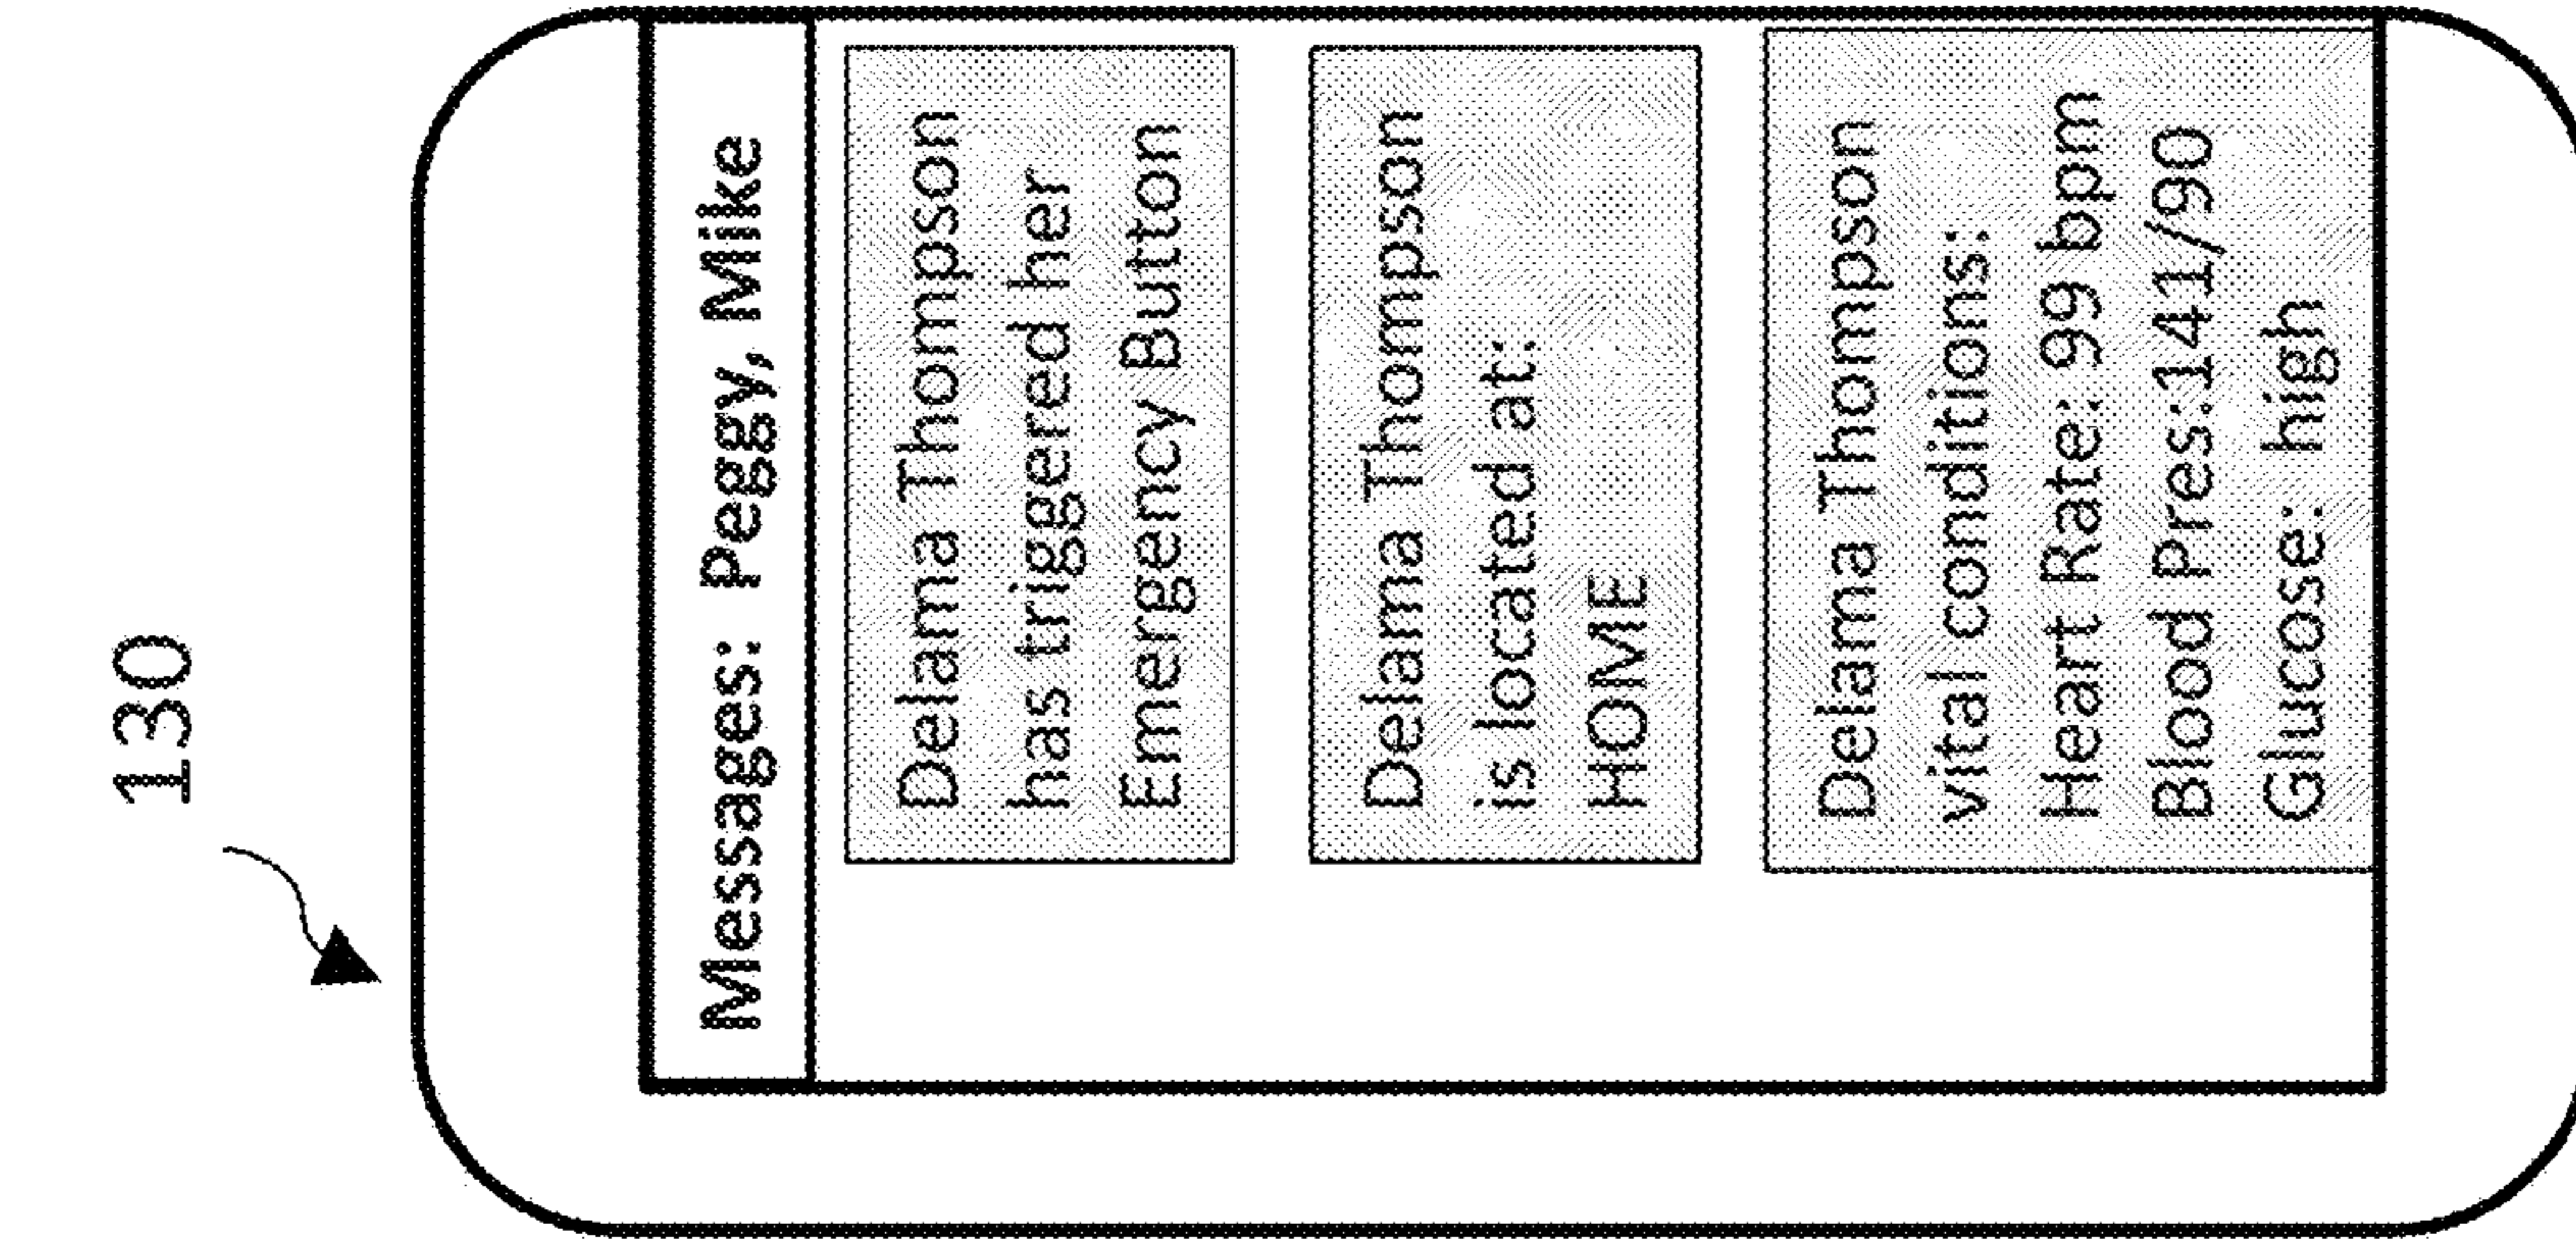 130
Messages: Peggy, Mike
Delama Thompson
has triggered her
Emergency Button
Delama Thompson
is located at:
HOME
Delama Thompson
vital conditions:
Heart Rate: 99 bpm
Blood Pres:141/90
Glucose: high